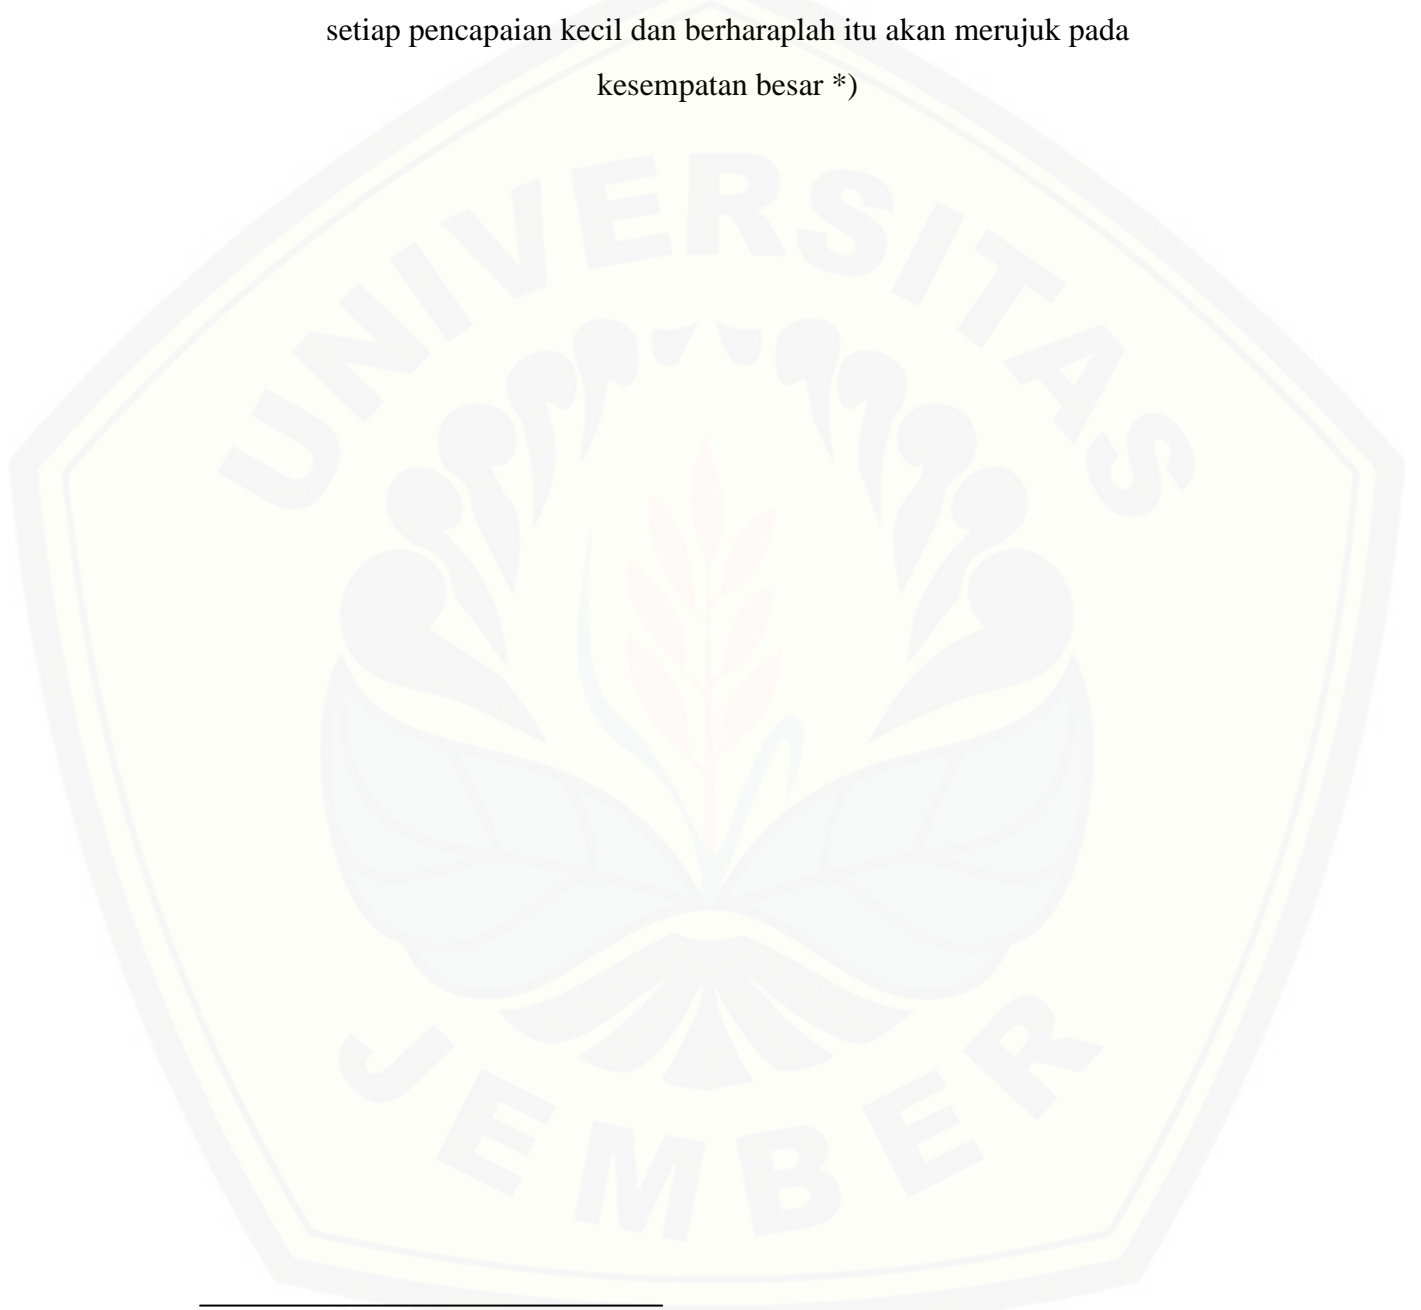 setiap pencapaian kecil dan berharaplah itu akan merujuk pada
kesempatan besar *)
UNIVERSITAS
JEMBER